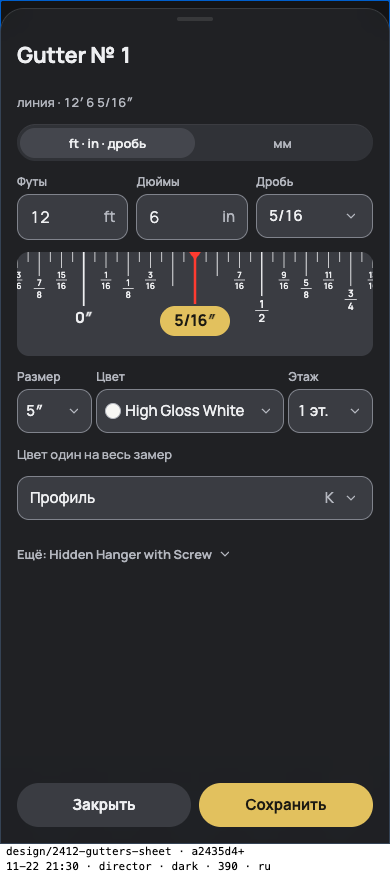 Gutter № 1
линия · 12′ 6 5/16″
ft · in · дробь мм
Футы Дюймы Дробь
12 ft 6 in 5/16
7/8 15/16 1/16 1/8 3/16 7/16 9/16 5/8 11/16
0″ 5/16″ 1/2 3/4
Размер Цвет Этаж
5″ High Gloss White 1 эт.
Цвет один на весь замер
Профиль K
Ещё: Hidden Hanger with Screw
Закрыть Сохранить
design/2412-gutters-sheet · a2435d4+
11-22 21:30 · director · dark · 390 · ru